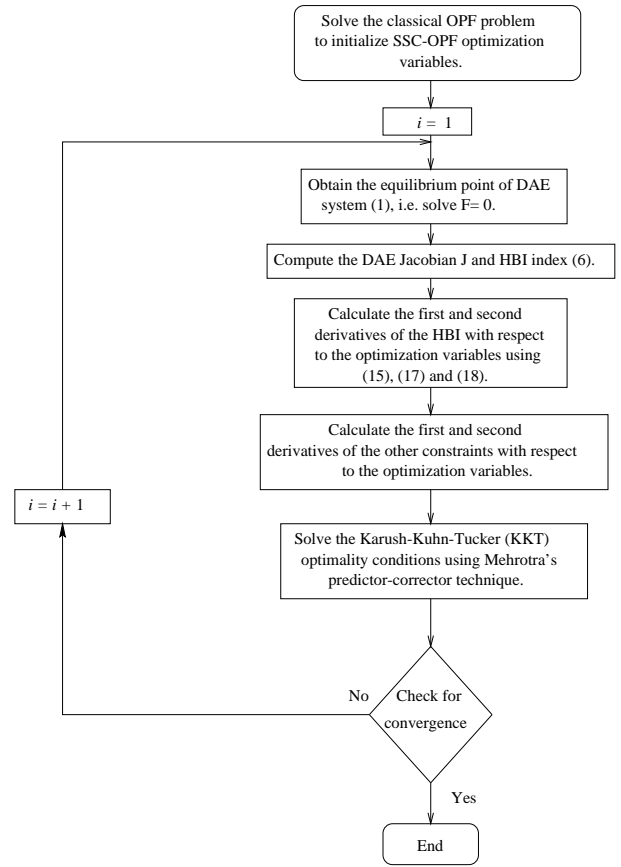 Solve the classical OPF problem
to initialize SSC-OPF optimization
variables.
i = 1
Obtain the equilibrium point of DAE
system (1), i.e. solve F= 0.
Compute the DAE Jacobian J and HBI index (6).
Calculate the first and second
derivatives of the HBI with respect
to the optimization variables using
(15), (17) and (18).
Calculate the first and second
derivatives of the other constraints with respect
to the optimization variables.
i = i + 1
Solve the Karush-Kuhn-Tucker (KKT)
optimality conditions using Mehrotra's
predictor-corrector technique.
No
Check for
convergence
Yes
End